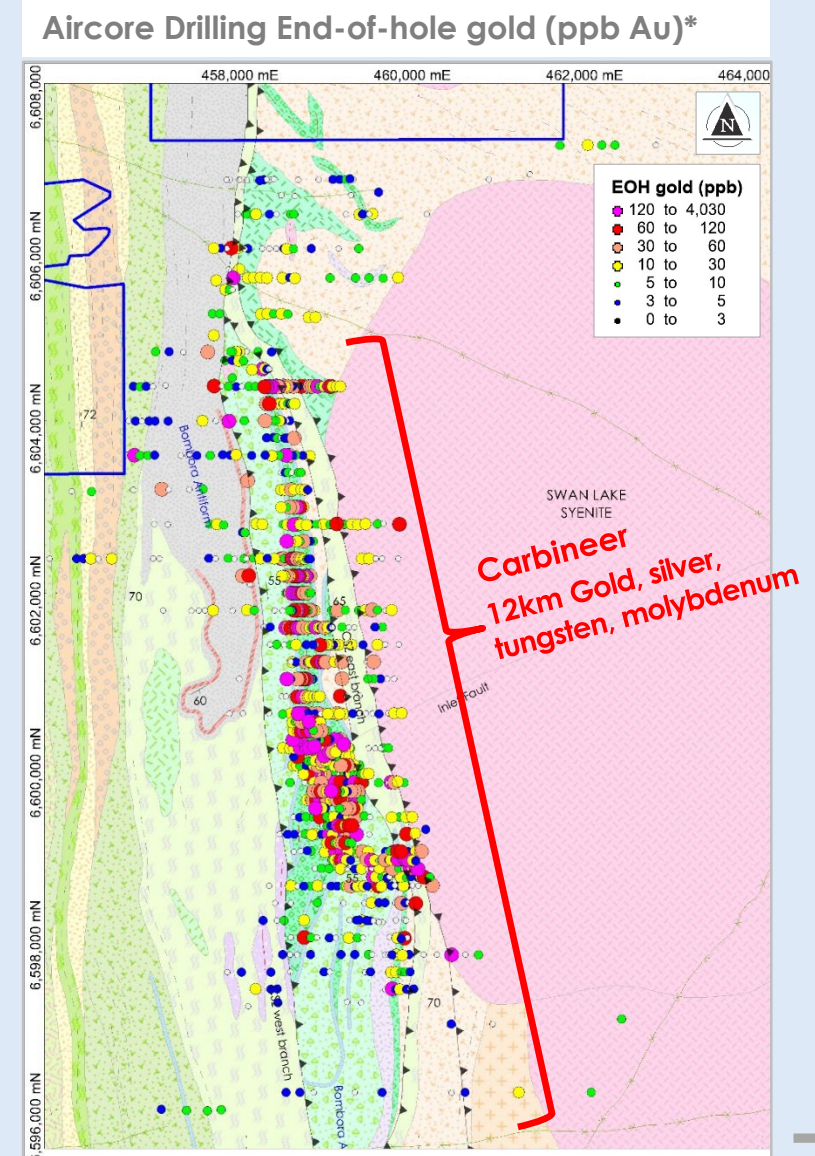 Aircore Drilling End-of-hole gold (ppb Au)*
458,000 mE
460,000 mE
462,000 mE
464,000
6,608,000
N
EOH gold (ppb)
120 to 4,030
60 to 120
30 to 60
10 to 30
5 to 10
3 to 5
0 to 3
6,606,000 mN
72
6,604,000 mN
Bombora Antiform
SWAN LAKE
SYENITE
Carbineer
12km Gold, silver,
tungsten, molybdenum
55
70
65
6,602,000 mN
CSZ east branch
60
Inlet Fault
6,600,000 mN
55
6,598,000 mN
70
west branch
Bombora A
,596,000 mN